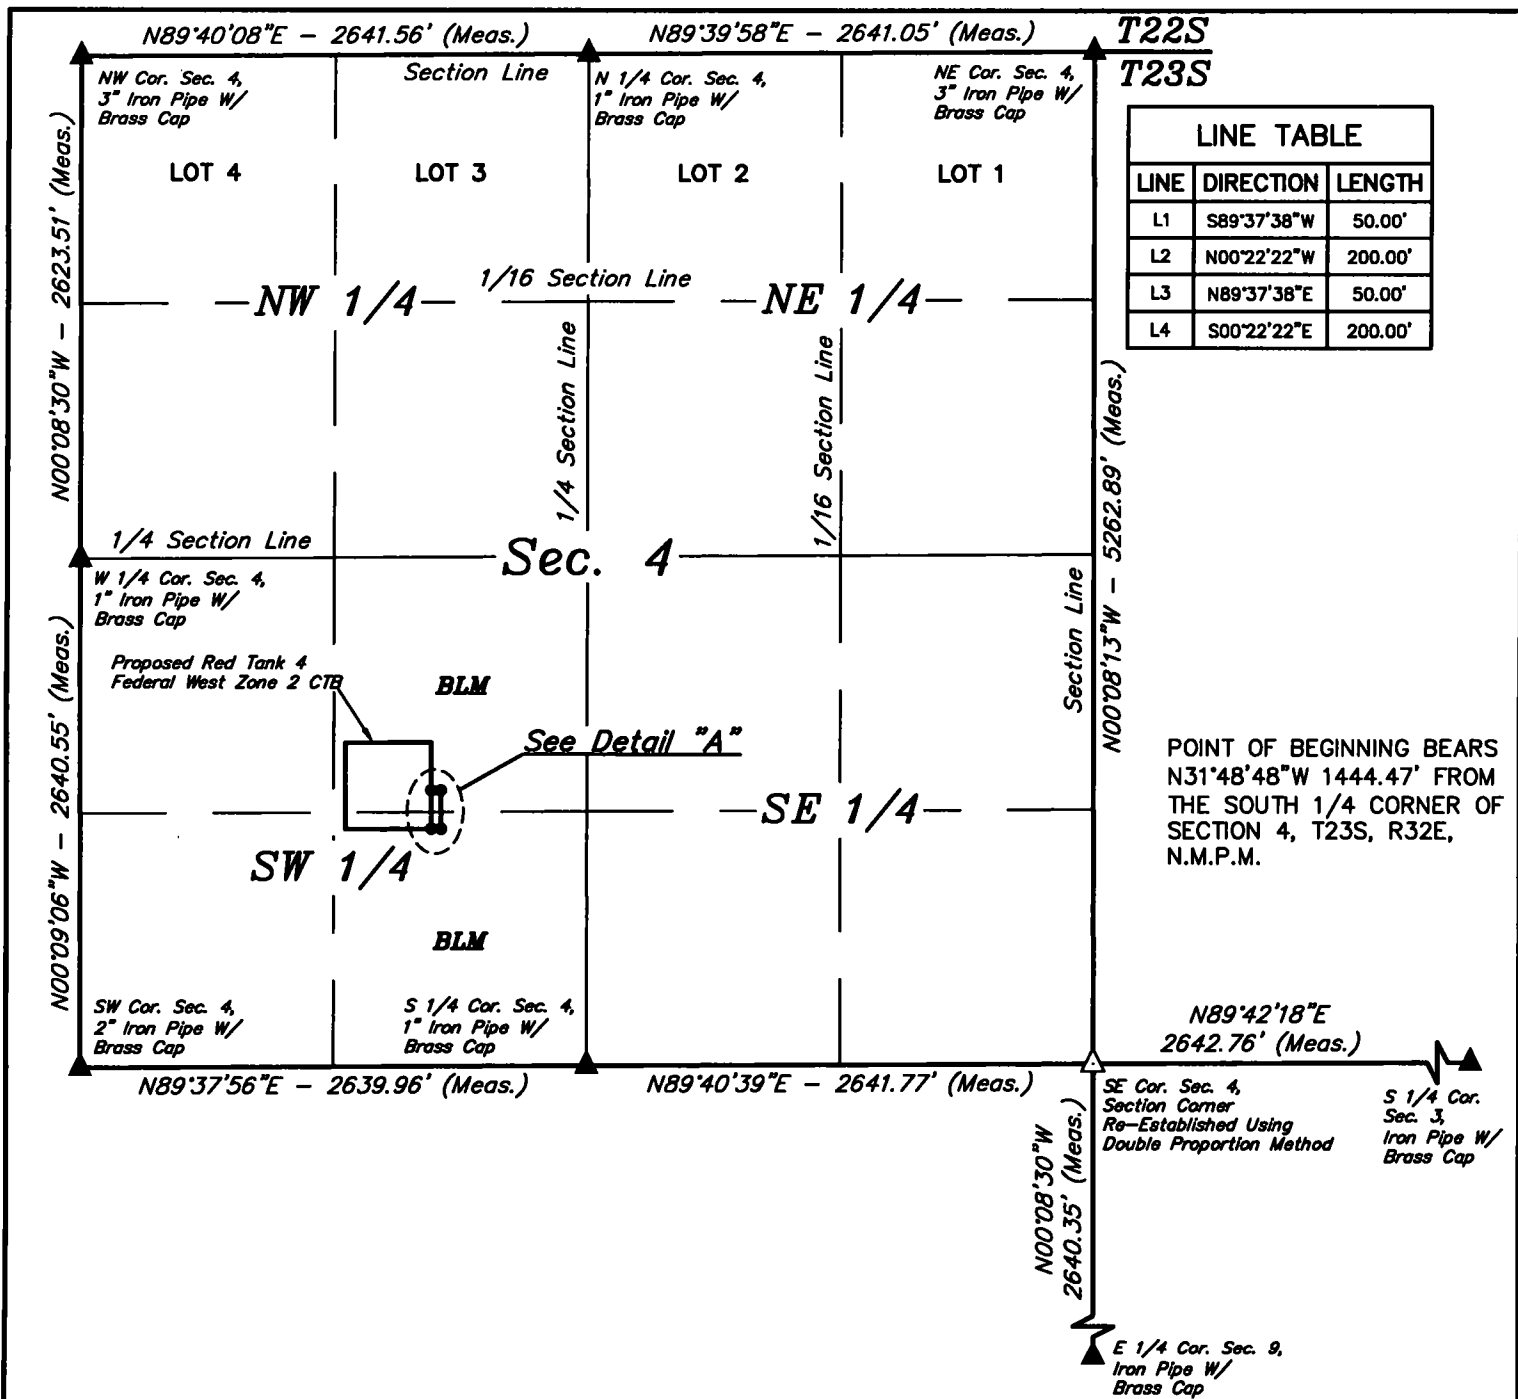 N89°40'08"E - 2641.56' (Meas.)
N89°39'58"E - 2641.05' (Meas.)
T22S
T23S
NW Cor. Sec. 4,
3" Iron Pipe W/
Brass Cap
Section Line
N 1/4 Cor. Sec. 4,
1" Iron Pipe W/
Brass Cap
NE Cor. Sec. 4,
3" Iron Pipe W/
Brass Cap
LOT 4
LOT 3
LOT 2
LOT 1
LINE TABLE
LINE DIRECTION LENGTH
L1 S89°37'38"W 50.00'
L2 N00°22'22"W 200.00'
L3 N89°37'38"E 50.00'
L4 S00°22'22"E 200.00'
N00°08'30"W - 2623.51' (Meas.)
NW 1/4
1/16 Section Line
NE 1/4
1/4 Section Line
1/16 Section Line
N00°08'13"W - 5262.89' (Meas.)
1/4 Section Line
Sec. 4
W 1/4 Cor. Sec. 4,
1" Iron Pipe W/
Brass Cap
Section Line
N00°09'06"W - 2640.55' (Meas.)
Proposed Red Tank 4
Federal West Zone 2 CTB
BLM
See Detail "A"
SE 1/4
SW 1/4
POINT OF BEGINNING BEARS
N31°48'48"W 1444.47' FROM
THE SOUTH 1/4 CORNER OF
SECTION 4, T23S, R32E,
N.M.P.M.
BLM
SW Cor. Sec. 4,
2" Iron Pipe W/
Brass Cap
S 1/4 Cor. Sec. 4,
1" Iron Pipe W/
Brass Cap
N89°42'18"E
2642.76' (Meas.)
N89°37'56"E - 2639.96' (Meas.)
N89°40'39"E - 2641.77' (Meas.)
SE Cor. Sec. 4,
Section Corner
Re-Established Using
Double Proportion Method
S 1/4 Cor.
Sec. 3,
Iron Pipe W/
Brass Cap
N00°08'30"W
2640.35' (Meas.)
E 1/4 Cor. Sec. 9,
Iron Pipe W/
Brass Cap